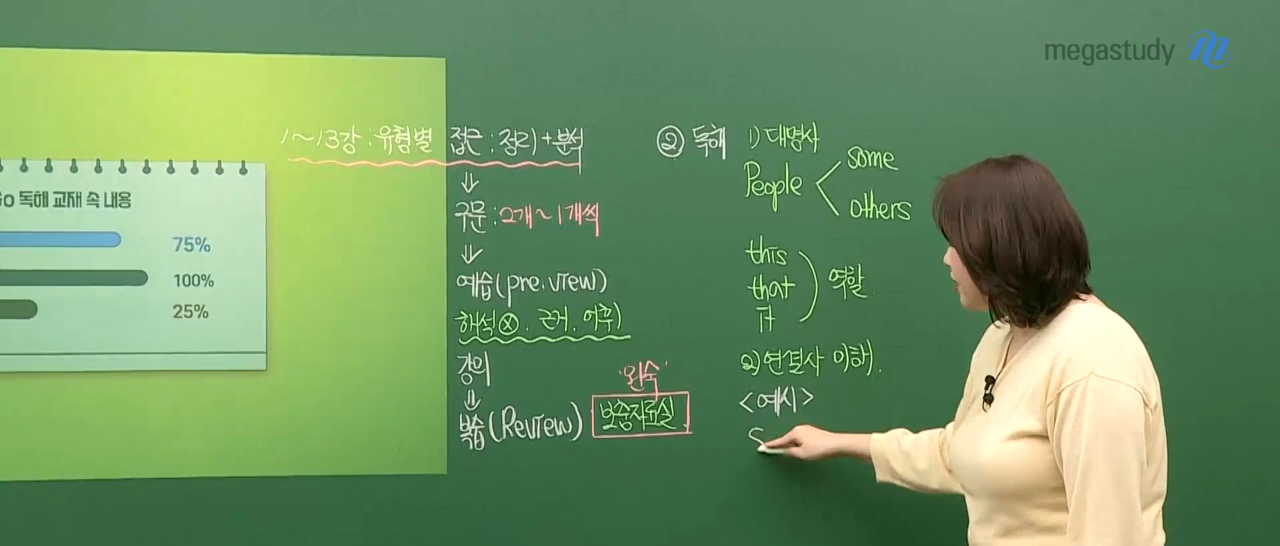 megastudy
Go 독해 교재 속 내용
75%
100%
25%
1~13강 : 유형별 접근 : 정리 + 분석
⇓
구문 : 2개~1개씩
⇓
예습 (pre.view)
해석ⓧ. 근거. 어휘)
강의
⇓
복습 (Review)
'완숙'
보충자료실
② 독해
1) 대명사
People < some
others
this
that
it
) 역할
2) 연결사 이해.
<예시>
S